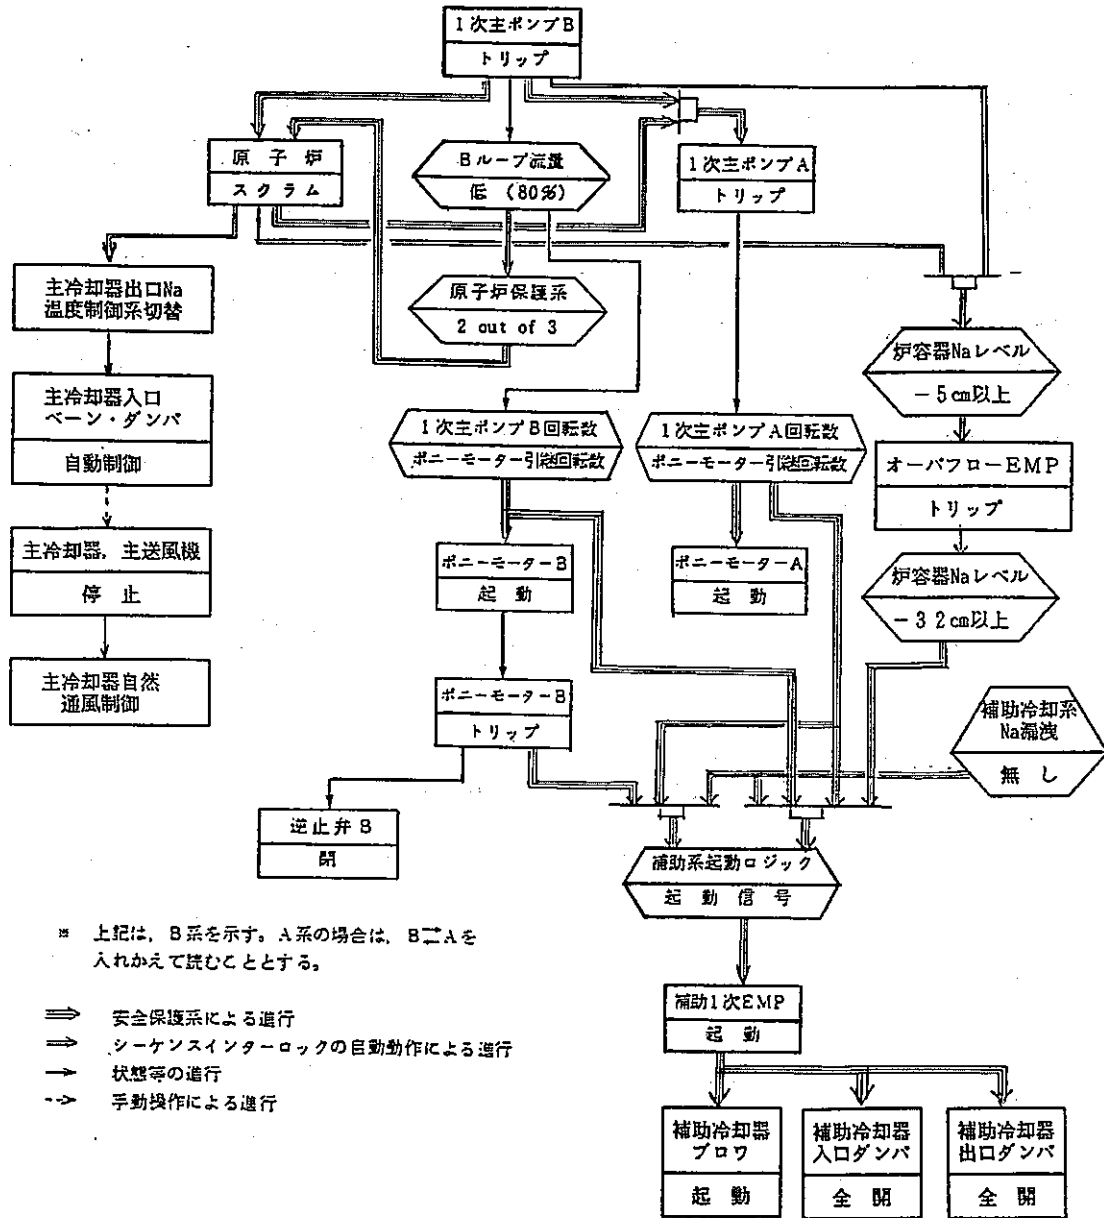 1次主ポンプB
トリップ
原子炉
スクラム
Bループ流量
低（80%）
1次主ポンプA
トリップ
主冷却器出口Na
温度制御系切替
原子炉保護系
2 out of 3
炉容器Naレベル
－5cm以上
主冷却器入口
ベーン・ダンパ
自動制御
1次主ポンプB回転数
ポニーモーター引継回転数
1次主ポンプA回転数
ポニーモーター引継回転数
オーバフローEMP
トリップ
主冷却器，主送風機
停止
ポニーモーターB
起動
ポニーモーターA
起動
炉容器Naレベル
－32cm以上
主冷却器自然
通風制御
ポニーモーターB
トリップ
補助冷却系
Na漏洩
無し
逆止弁B
閉
補助系起動ロジック
起動信号
※ 上記は，B系を示す。A系の場合は，B⇄Aを
入れかえて読むこととする。
補助1次EMP
起動
安全保護系による進行
シーケンスインターロックの自動動作による進行
状態等の進行
手動操作による進行
補助冷却器
ブロワ
起動
補助冷却器
入口ダンパ
全開
補助冷却器
出口ダンパ
全開